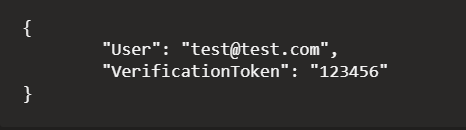 {
"User": "test@test.com",
"VerificationToken": "123456"
}